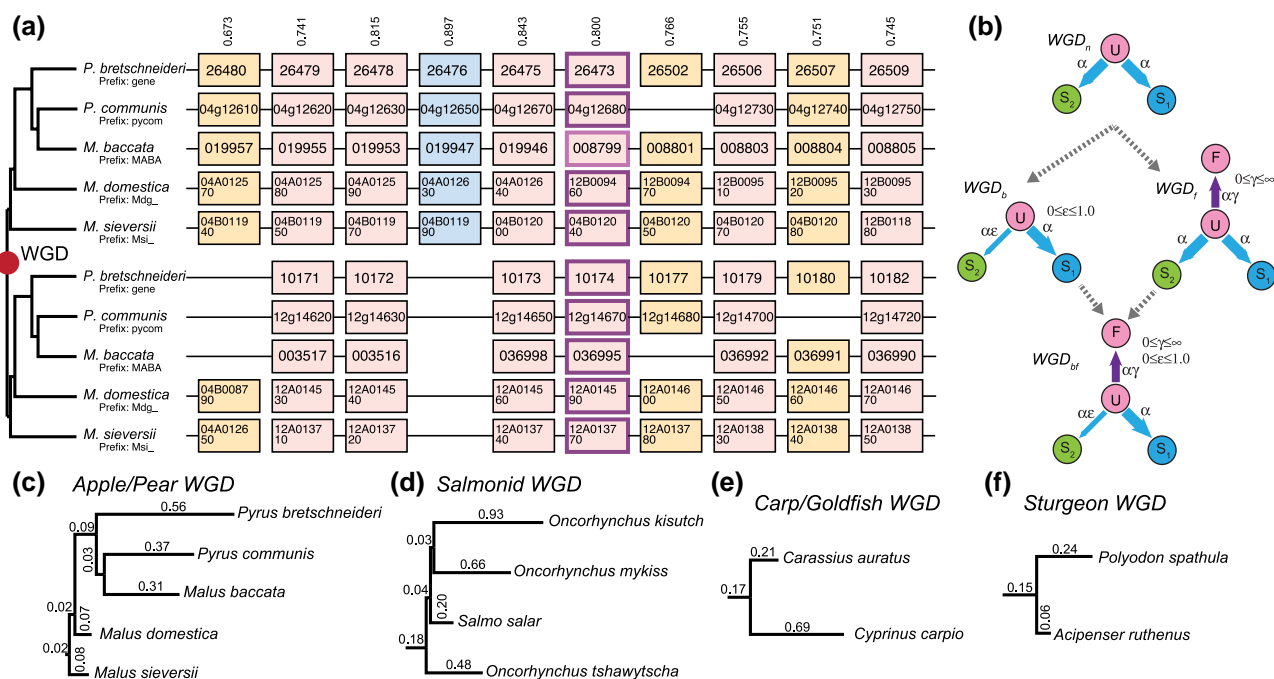 (a)
0.673 0.741 0.815 0.897 0.843 0.800 0.766 0.755 0.751 0.745
P. bretschneideri 26480 26479 26478 26476 26475 26473 26502 26506 26507 26509
Prefix: gene
P. communis 04g12610 04g12620 04g12630 04g12650 04g12670 04g12680 04g12730 04g12740 04g12750
Prefix: pycom
M. baccata 019957 019955 019953 019947 019946 008799 008801 008803 008804 008805
Prefix: MABA
M. domestica 04A0125 04A0125 04A0125 04A0126 04A0126 12B0094 12B0094 12B0095 12B0095 12B0095
Prefix: Mdg_ 70 80 90 30 40 60 70 10 20 30
M. sieversii 04B0119 04B0119 04B0119 04B0119 04B0120 04B0120 04B0120 04B0120 04B0120 12B0118
Prefix: Msi_ 40 50 70 90 00 40 50 60 80 80
WGD
P. bretschneideri 10171 10172 10173 10174 10177 10179 10180 10182
Prefix: gene
P. communis 12g14620 12g14630 12g14650 12g14670 12g14680 12g14700 12g14720
Prefix: pycom
M. baccata 003517 003516 036998 036995 036992 036991 036990
Prefix: MABA
M. domestica 04B0087 12A0145 12A0145 12A0145 12A0145 12A0146 12A0146 12A0146 12A0146
Prefix: Mdg_ 90 30 40 60 90 00 50 60 70
M. sieversii 04A0126 12A0137 12A0137 12A0137 12A0137 12A0137 12A0138 12A0138 12A0138
Prefix: Msi_ 50 10 20 40 70 80 30 40 50
(b)
WGDn
U
α α
S2 S1
WGDb
U 0≤ε≤1.0
αε α
S2 S1
F
WGDf 0≤γ≤∞
αγ
U
α α
S2 S1
F
0≤γ≤∞
WGDbf 0≤ε≤1.0
αγ
U
αε α
S2 S1
(c) Apple/Pear WGD
0.56 Pyrus bretschneideri
0.09
0.03 0.37 Pyrus communis
0.31 Malus baccata
0.02 0.07 Malus domestica
0.02 0.08 Malus sieversii
(d) Salmonid WGD
0.93 Oncorhynchus kisutch
0.03
0.66 Oncorhynchus mykiss
0.04 0.20 Salmo salar
0.18
0.48 Oncorhynchus tshawytscha
(e) Carp/Goldfish WGD
0.21 Carassius auratus
0.17
0.69 Cyprinus carpio
(f) Sturgeon WGD
0.24 Polyodon spathula
0.15
0.06 Acipenser ruthenus